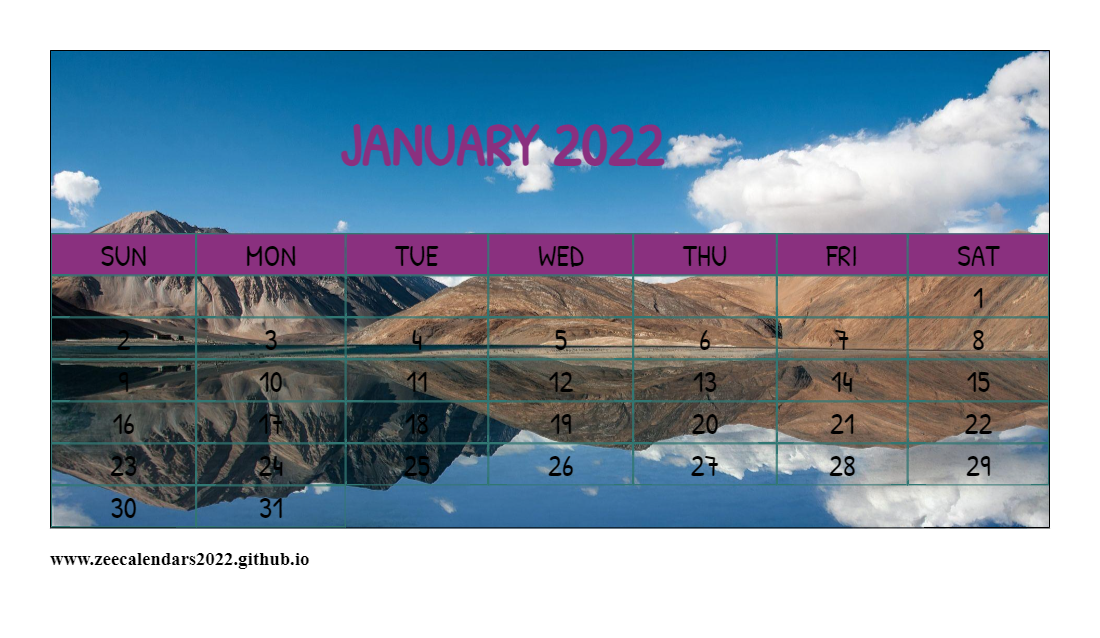 JANUARY 2022
SUN MON TUE WED THU FRI SAT
1
2 3 4 5 6 7 8
9 10 11 12 13 14 15
16 17 18 19 20 21 22
23 24 25 26 27 28 29
30 31
www.zeecalendars2022.github.io